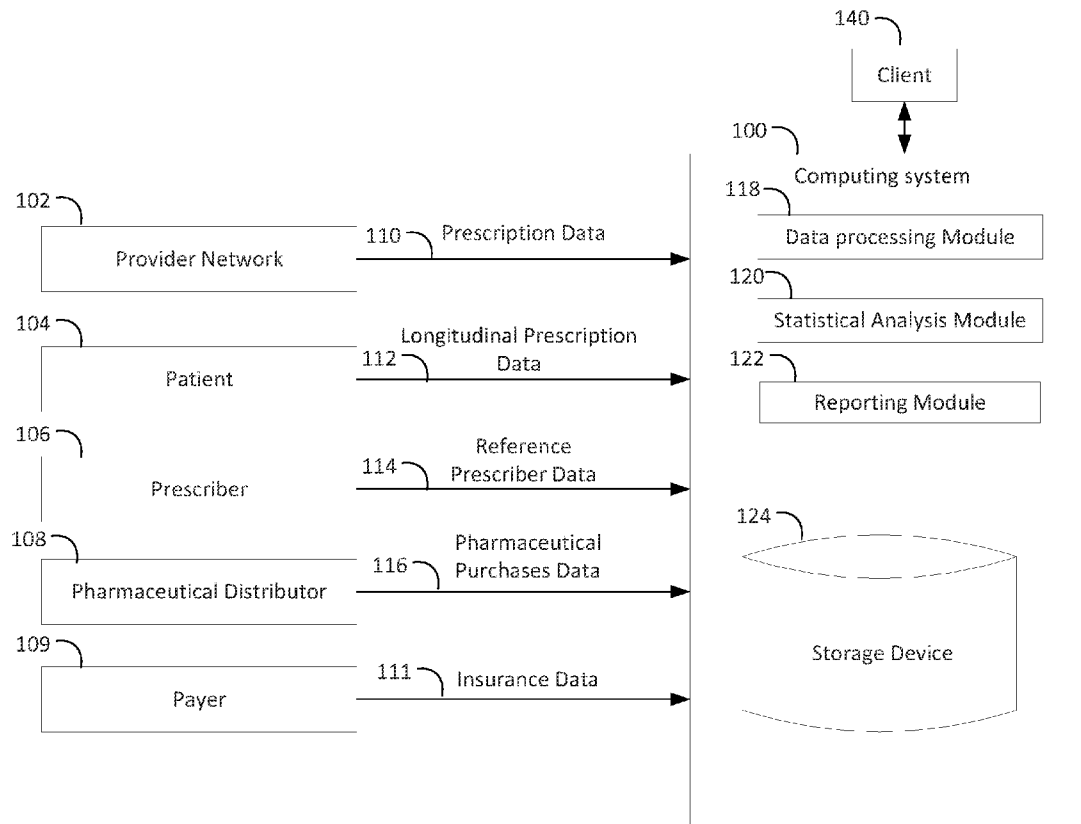 140
Client
100
Computing system
102
Provider Network
110
Prescription Data
118
Data processing Module
120
Statistical Analysis Module
104
Patient
112
Longitudinal Prescription
Data
122
Reporting Module
106
Prescriber
114
Reference
Prescriber Data
108
Pharmaceutical Distributor
116
Pharmaceutical
Purchases Data
124
Storage Device
109
Payer
111
Insurance Data